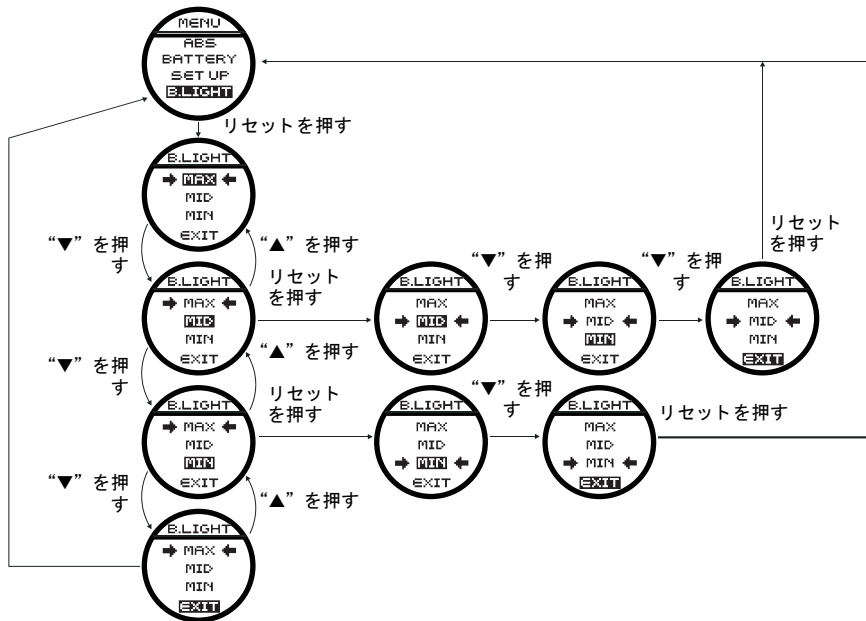 MENU
ABS
BATTERY
SET UP
B.LIGHT
リセットを押す
B.LIGHT
MAX
MID
MIN
EXIT
“▼” を押
す
“▲” を押す
B.LIGHT
MAX
MID
MIN
EXIT
リセット
を押す
B.LIGHT
MAX
MID
MIN
EXIT
“▼” を押
す
B.LIGHT
MAX
MID
MIN
EXIT
“▼” を押
す
B.LIGHT
MAX
MID
MIN
EXIT
リセット
を押す
“▼” を押
す
“▲” を押す
B.LIGHT
MAX
MID
MIN
EXIT
リセット
を押す
B.LIGHT
MAX
MID
MIN
EXIT
“▼” を押
す
B.LIGHT
MAX
MID
MIN
EXIT
リセットを押す
“▼” を押
す
“▲” を押す
B.LIGHT
MAX
MID
MIN
EXIT